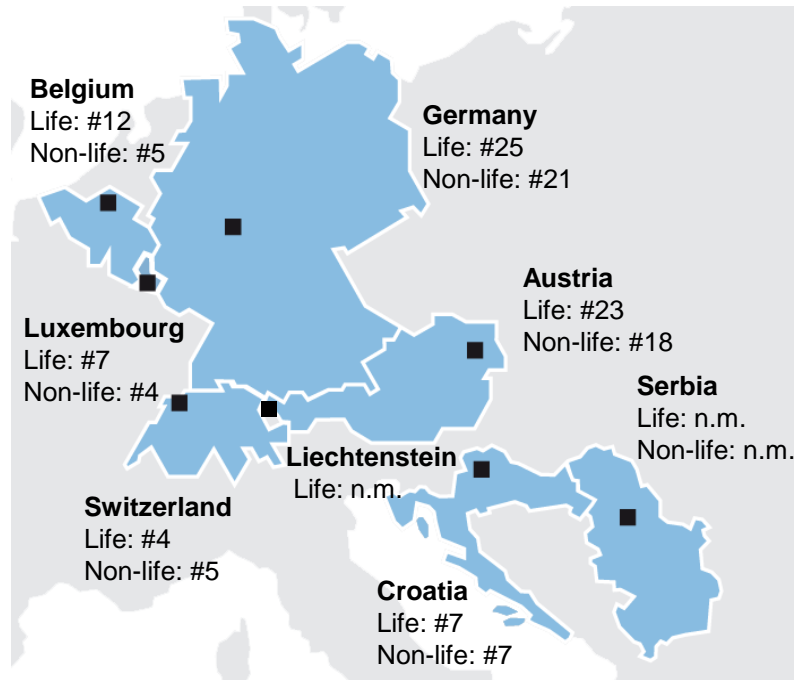 Belgium
Life: #12
Non-life: #5
Germany
Life: #25
Non-life: #21
Austria
Life: #23
Non-life: #18
Luxembourg
Life: #7
Non-life: #4
Serbia
Life: n.m.
Non-life: n.m.
Liechtenstein
Life: n.m.
Switzerland
Life: #4
Non-life: #5
Croatia
Life: #7
Non-life: #7